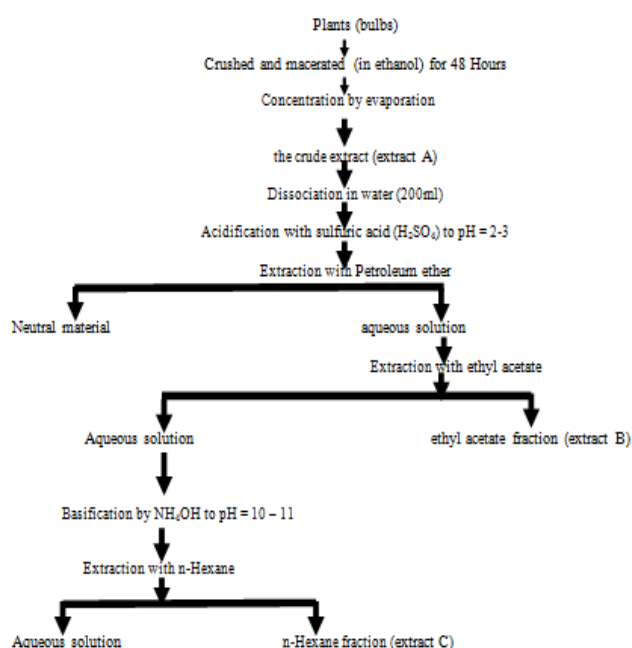 Plants (bulbs)
Crushed and macerated (in ethanol) for 48 Hours
Concentration by evaporation
the crude extract (extract A)
Dissociation in water (200ml)
Acidification with sulfuric acid (H₂SO₄) to pH = 2-3
Extraction with Petroleum ether
Neutral material
aqueous solution
Extraction with ethyl acetate
Aqueous solution
ethyl acetate fraction (extract B)
Basification by NH₄OH to pH = 10 – 11
Extraction with n-Hexane
Aqueous solution
n-Hexane fraction (extract C)